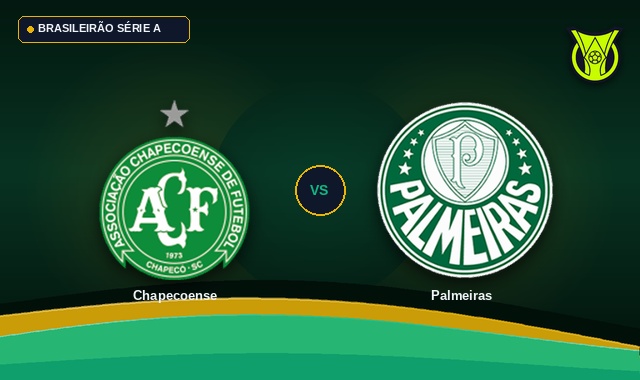 BRASILEIRÃO SÉRIE A
ASSOCIAÇÃO CHAPECOENSE DE FUTEBOL
ACF
1973
CHAPECÓ - SC
VS
P
PALMEIRAS
Chapecoense
Palmeiras